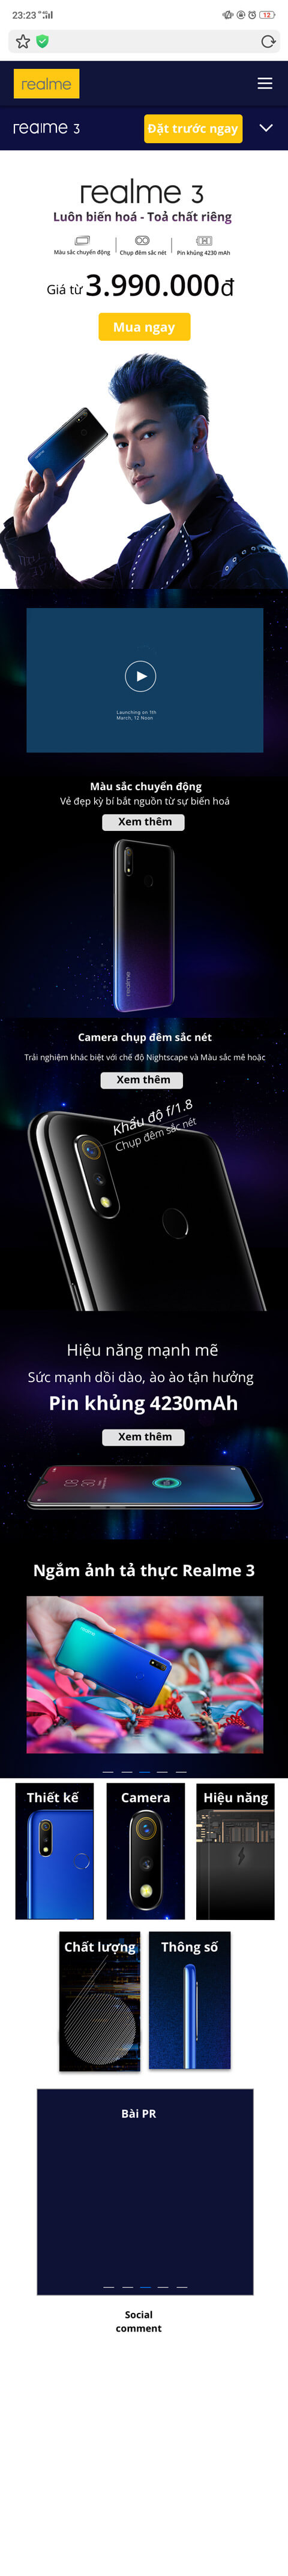 23:23
12
realme
realme 3
Đặt trước ngay
realme 3
Luôn biến hoá - Toả chất riêng
Màu sắc chuyển động
Chụp đêm sắc nét
Pin khủng 4230 mAh
Giá từ 3.990.000đ
Mua ngay
Launching on 1th
March, 12 Noon
Màu sắc chuyển động
Vẻ đẹp kỳ bí bắt nguồn từ sự biến hoá
Xem thêm
realme
Camera chụp đêm sắc nét
Trải nghiệm khác biệt với chế độ Nightscape và Màu sắc mê hoặc
Xem thêm
Khẩu độ f/1.8
Chụp đêm sắc nét
Hiệu năng mạnh mẽ
Sức mạnh dồi dào, ào ào tận hưởng
Pin khủng 4230mAh
Xem thêm
Ngắm ảnh tả thực Realme 3
realme
Thiết kế
Camera
Hiệu năng
Chất lượng
Thông số
Bài PR
Social
comment